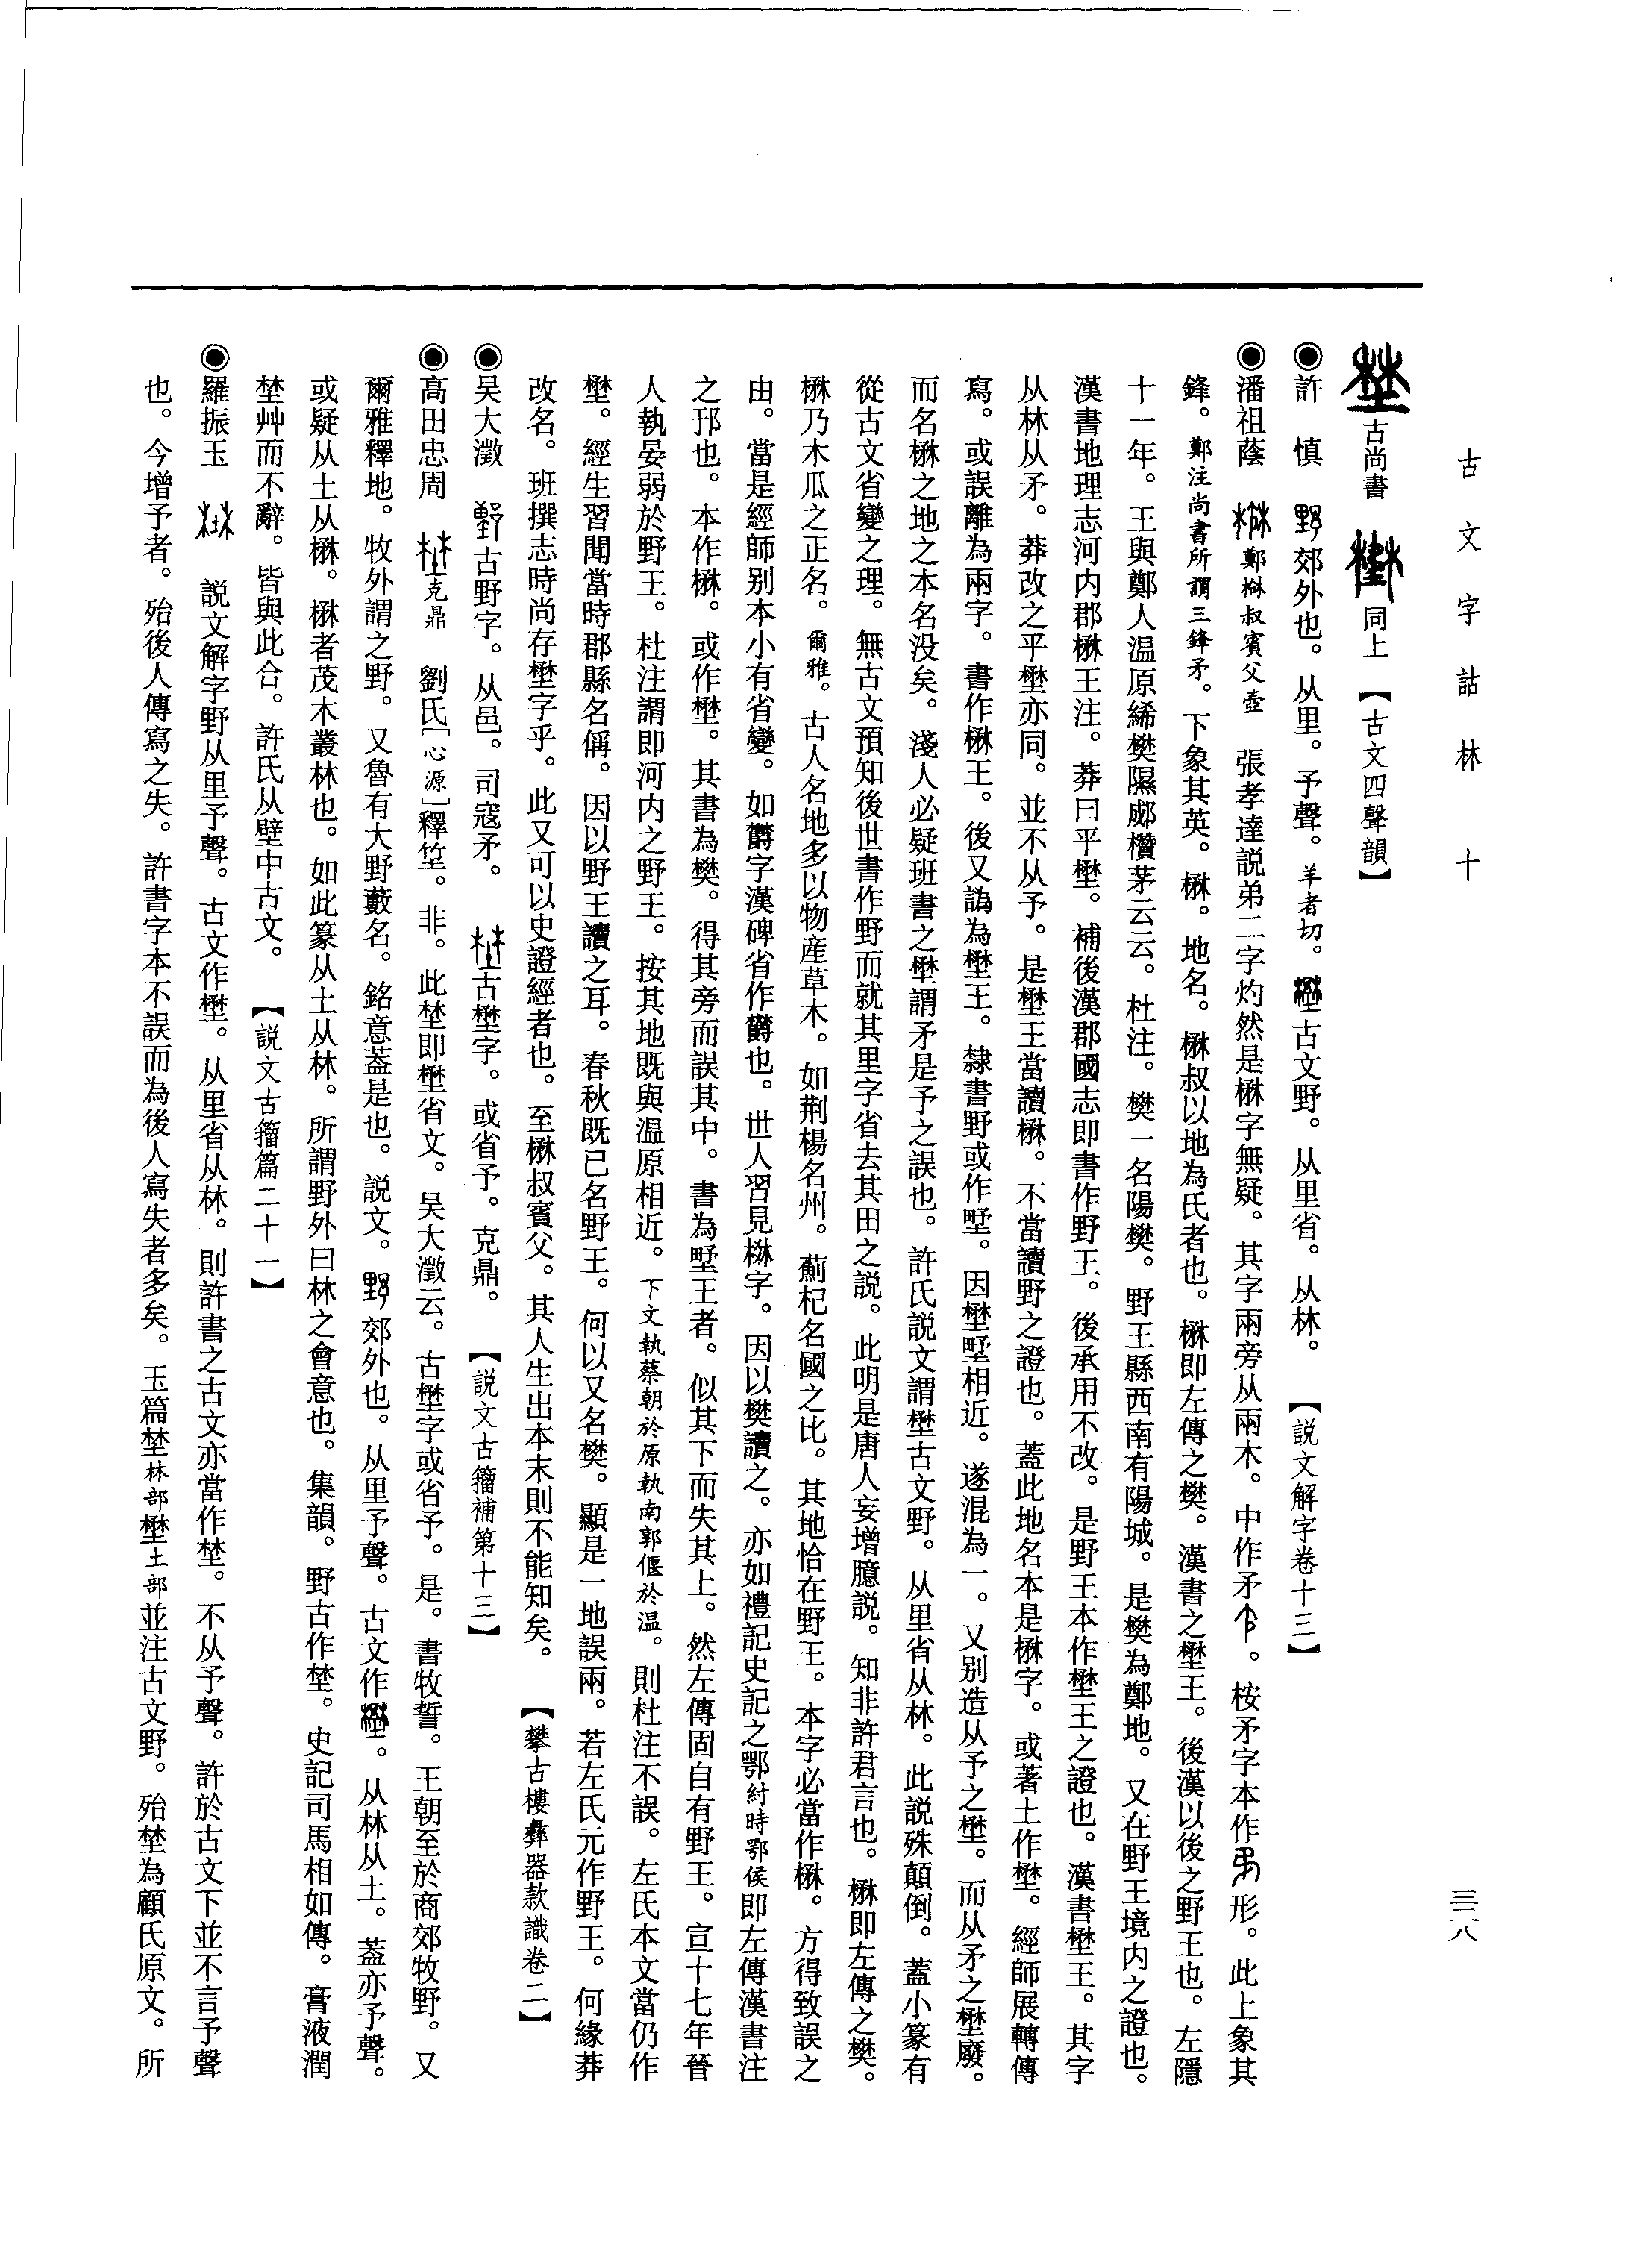 古文字詁林 十
三二八
古尚書 同上 【古文四聲韻】
◉許 慎 野郊外也。从里。予聲。羊者切。古文野。从里省。从林。 【説文解字卷十三】
◉潘祖蔭 鄭楙叔賓父壺 張孝達説弟二字灼然是楙字無疑。其字兩旁从兩木。中作矛。桉矛字本作形。此上象其
鋒。鄭注尚書所謂三鋒矛。下象其英。楙。地名。楙叔以地為氏者也。楙即左傳之樊。漢書之壄王。後漢以後之野王也。左隱
十一年。王與鄭人温原絺樊隰郕欑茅云云。杜注。樊一名陽樊。野王縣西南有陽城。是樊為鄭地。又在野王境内之證也。
漢書地理志河内郡楙王注。莽曰平壄。補後漢郡國志即書作野王。後承用不改。是野王本作壄王之證也。漢書壄王。其字
从林从矛。莽改之平壄亦同。並不从予。是壄王當讀楙。不當讀野之證也。蓋此地名本是楙字。或著土作壄。經師展轉傳
寫。或誤離為兩字。書作楙王。後又譌為壄王。隸書野或作墅。因壄墅相近。遂混為一。又别造从予之壄。而从矛之壄廢。
而名楙之地之本名没矣。淺人必疑班書之壄謂矛是予之誤也。許氏説文謂壄古文野。从里省从林。此説殊顛倒。蓋小篆有
從古文省變之理。無古文預知後世書作野而就其里字省去其田之説。此明是唐人妄增臆説。知非許君言也。楙即左傳之樊。
楙乃木瓜之正名。爾雅。古人名地多以物産草木。如荆楊名州。薊杞名國之比。其地恰在野王。本字必當作楙。方得致誤之
由。當是經師别本小有省變。如鬱字漢碑省作欝也。世人習見楙字。因以樊讀之。亦如禮記史記之鄂紂時鄂侯即左傳漢書注
之邘也。本作楙。或作壄。其書為樊。得其旁而誤其中。書為墅王者。似其下而失其上。然左傳固自有野王。宣十七年晉
人執晏弱於野王。杜注謂即河内之野王。按其地既與温原相近。下文執蔡朝於原執南郭偃於温。則杜注不誤。左氏本文當仍作
壄。經生習聞當時郡縣名偁。因以野王讀之耳。春秋既已名野王。何以又名樊。顯是一地誤兩。若左氏元作野王。何緣莽
改名。班撰志時尚存壄字乎。此又可以史證經者也。至楙叔賓父。其人生出本末則不能知矣。 【攀古樓彝器款識卷二】
◉吴大澂 古野字。从邑。司寇矛。 古壄字。或省予。克鼎。 【説文古籀補第十三】
◉高田忠周 克鼎 劉氏〔心源〕釋埜。非。此埜即壄省文。吴大澂云。古壄字或省予。是。書牧誓。王朝至於商郊牧野。又
爾雅釋地。牧外謂之野。又魯有大野藪名。銘意葢是也。説文。野郊外也。从里予聲。古文作。从林从土。葢亦予聲。
或疑从土从楙。楙者茂木叢林也。如此篆从土从林。所謂野外曰林之會意也。集韻。野古作埜。史記司馬相如傳。膏液潤
埜艸而不辭。皆與此合。許氏从壁中古文。 【説文古籀篇二十一】
◉羅振玉 説文解字野从里予聲。古文作壄。从里省从林。則許書之古文亦當作埜。不从予聲。許於古文下並不言予聲
也。今增予者。殆後人傳寫之失。許書字本不誤而為後人寫失者多矣。玉篇埜林部壄土部並注古文野。殆埜為顧氏原文。所